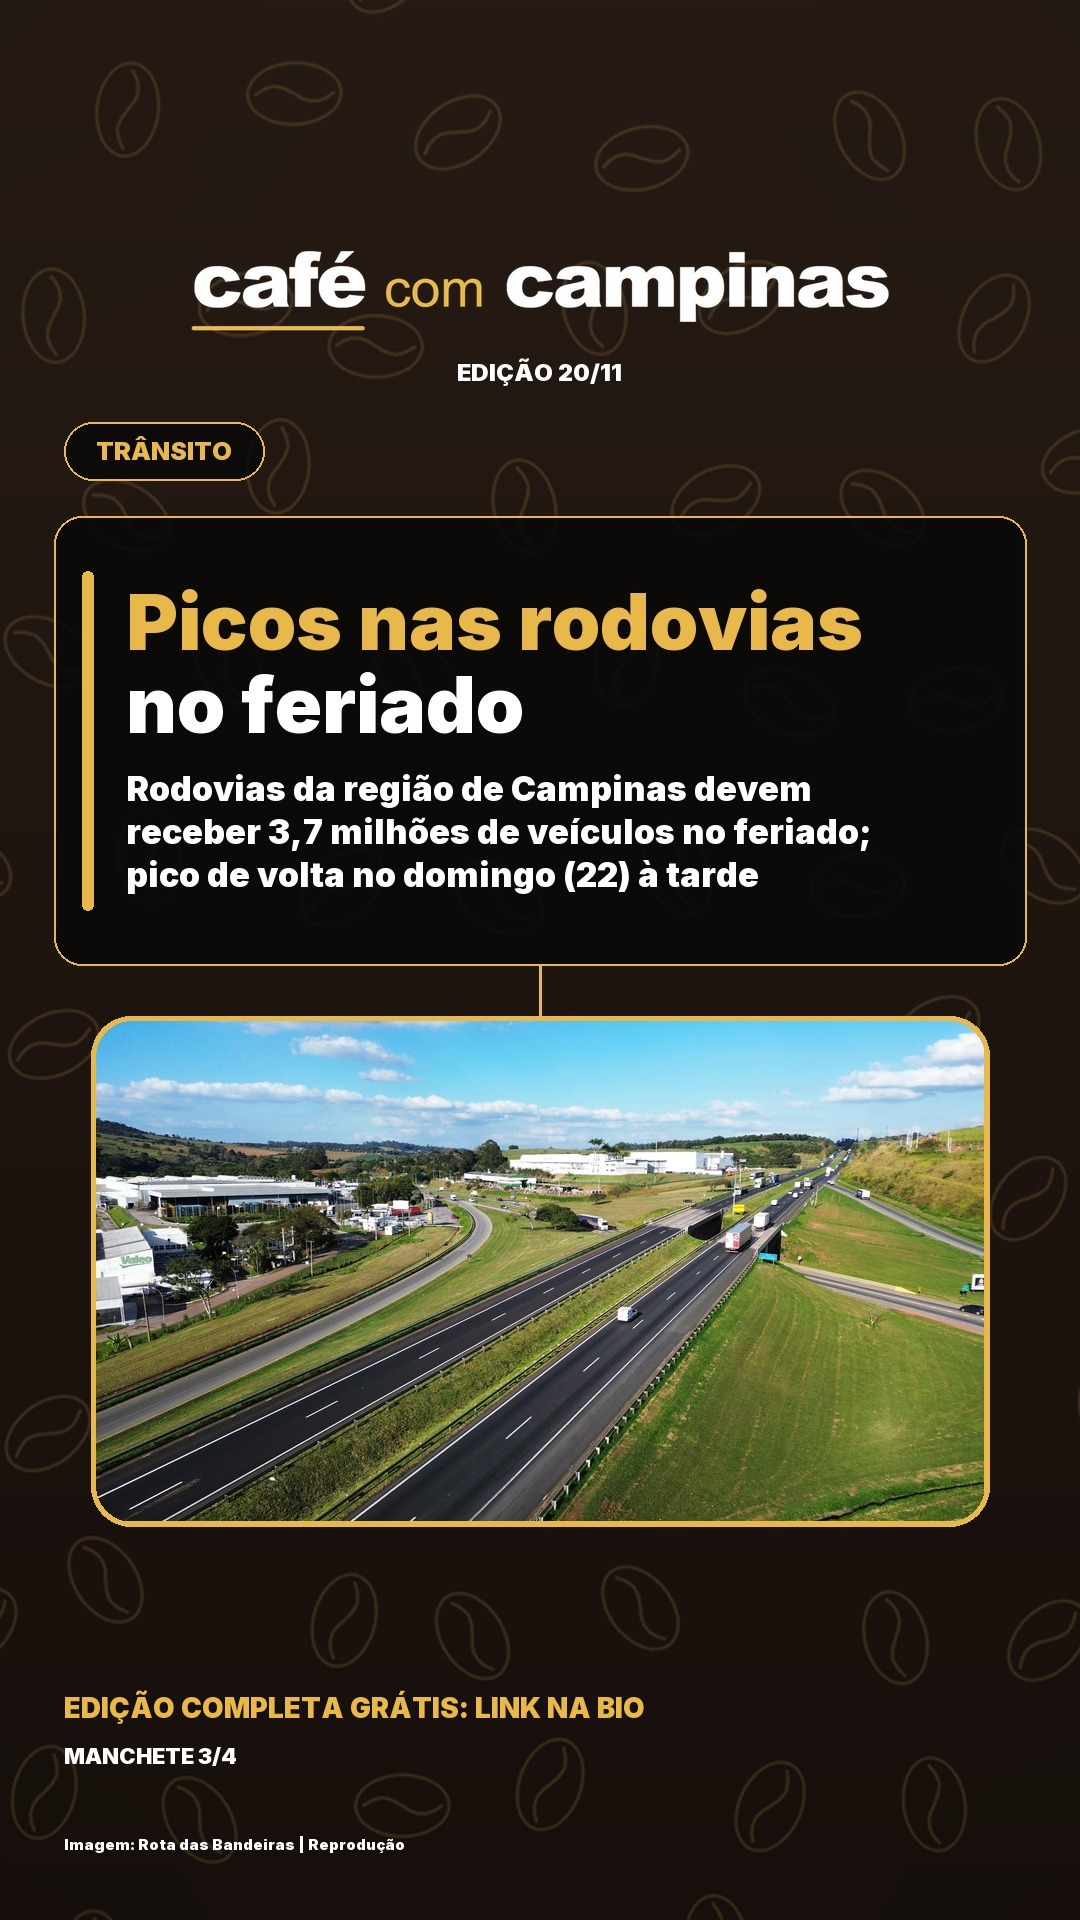 café com campinas
EDIÇÃO 20/11
TRÂNSITO
Picos nas rodovias
no feriado
Rodovias da região de Campinas devem
receber 3,7 milhões de veículos no feriado;
pico de volta no domingo (22) à tarde
Valeo
EDIÇÃO COMPLETA GRÁTIS: LINK NA BIO
MANCHETE 3/4
Imagem: Rota das Bandeiras | Reprodução